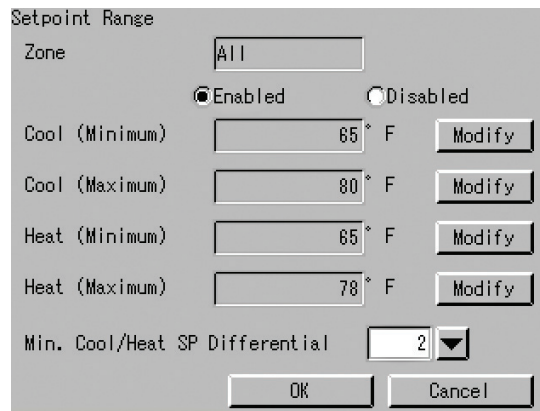 Setpoint Range
Zone All
Enabled Disabled
Cool (Minimum) 65 ° F Modify
Cool (Maximum) 80 ° F Modify
Heat (Minimum) 65 ° F Modify
Heat (Maximum) 78 ° F Modify
Min. Cool/Heat SP Differential 2
OK Cancel